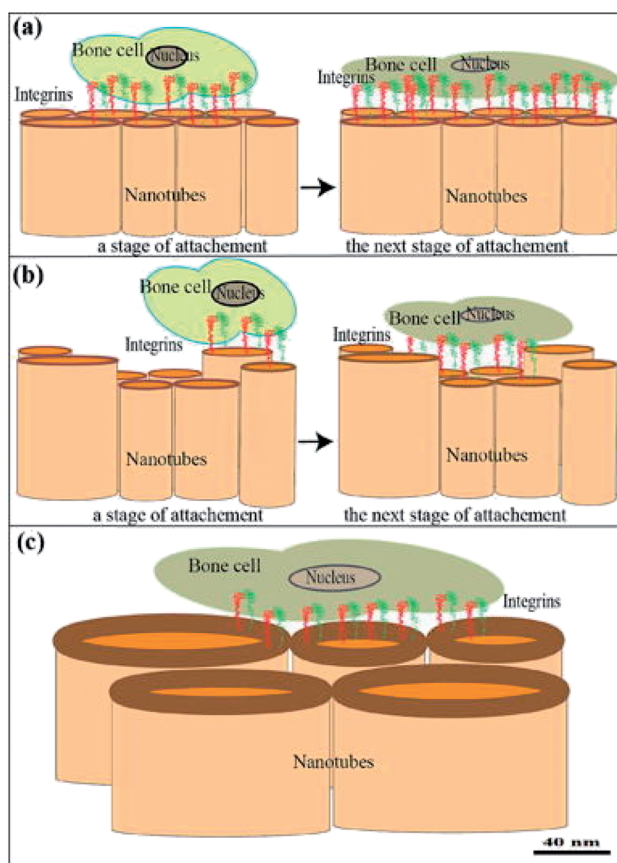 (a)
Bone cell
Nucleus
Integrins
Nanotubes
a stage of attachement
Bone cell
Nucleus
Integrins
Nanotubes
the next stage of attachement
(b)
Bone cell
Nucleus
Integrins
Nanotubes
a stage of attachement
Bone cell
Nucleus
Integrins
Nanotubes
the next stage of attachement
(c)
Bone cell
Nucleus
Integrins
Nanotubes
40 nm